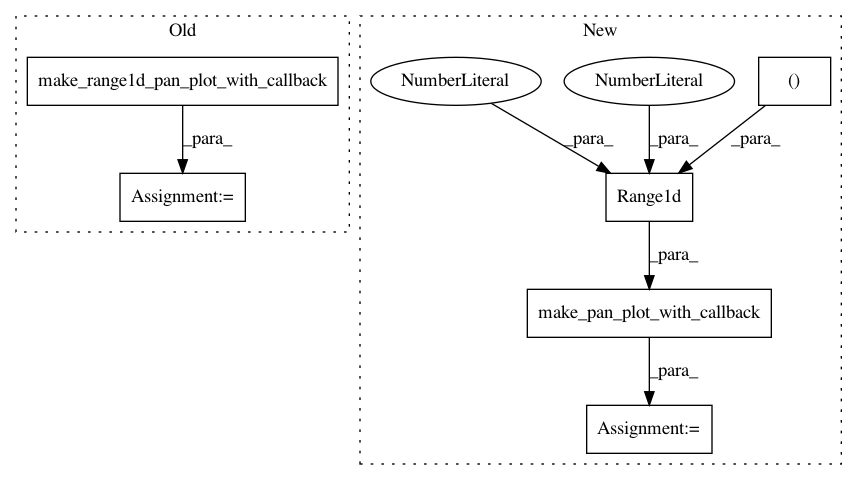 Old
New
make_range1d_pan_plot_with_callback
NumberLiteral
NumberLiteral
()
_para_
_para_
_para_
_para_
Assignment:=
Range1d
_para_
make_pan_plot_with_callback
_para_
Assignment:=